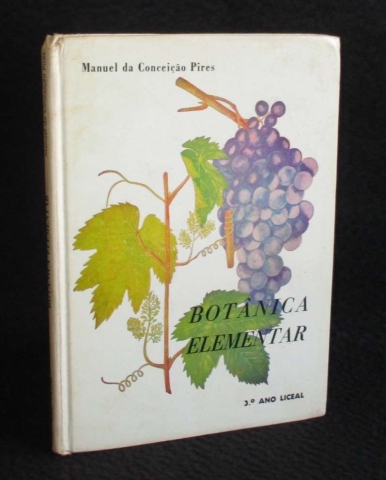 Manuel da Conceição Pires
BOTÂNICA
ELEMENTAR
3.º ANO LICEAL